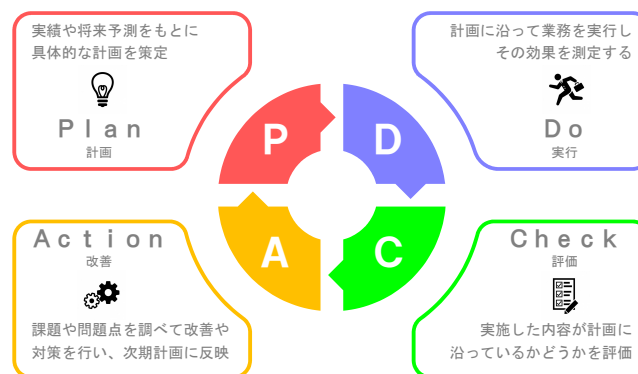 実績や将来予測をもとに
具体的な計画を策定
Plan
計画
計画に沿って業務を実行し
その効果を測定する
Do
実行
P
D
A
C
Action
改善
課題や問題点を調べて改善や
対策を行い、次期計画に反映
Check
評価
実施した内容が計画に
沿っているかどうかを評価